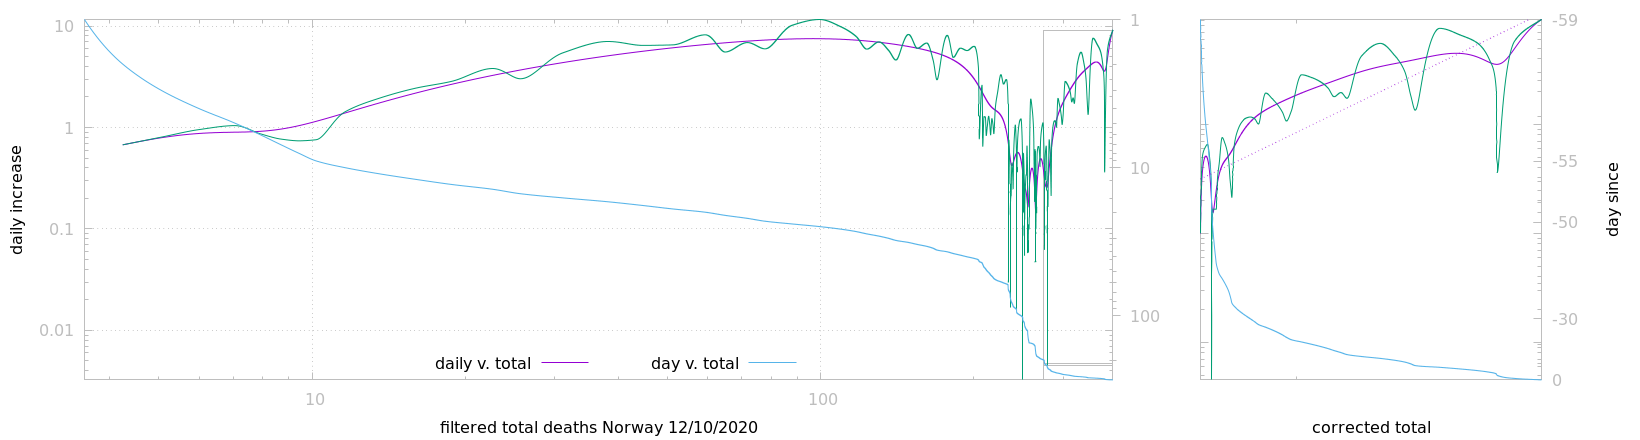 10
1
0.1
0.01
daily increase
daily v. total
day v. total
10
100
filtered total deaths Norway 12/10/2020
1
10
100
-59
-55
-50
-30
0
day since
corrected total